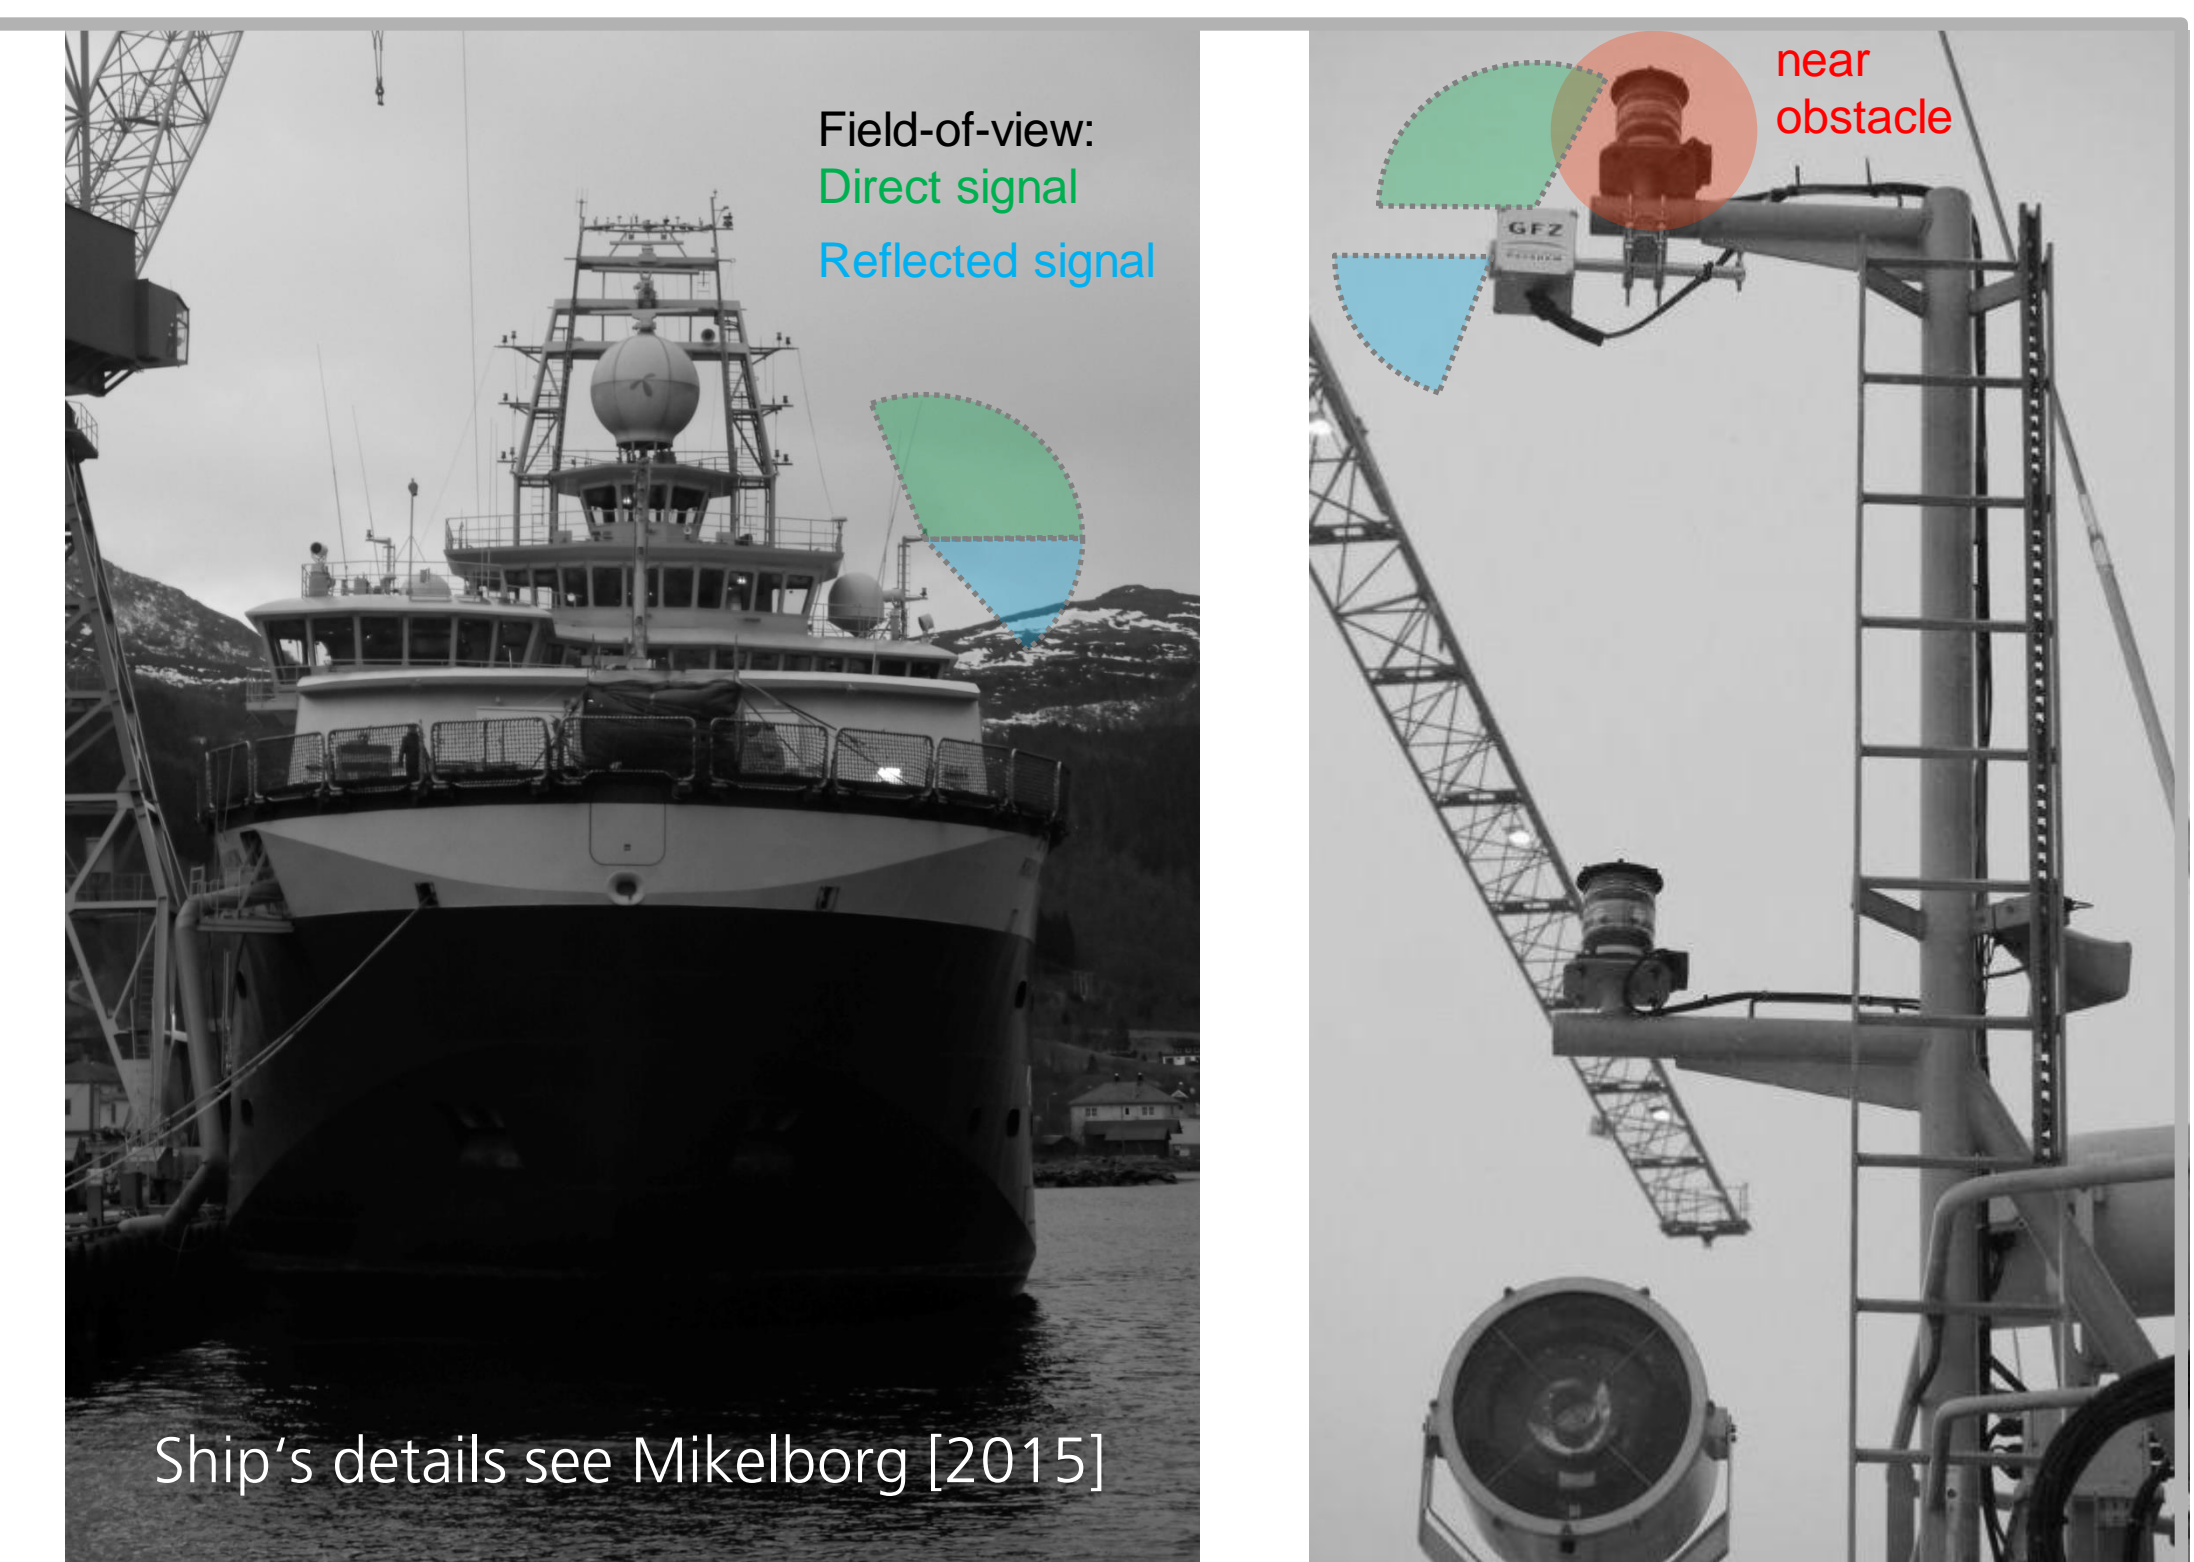 Field-of-view:
Direct signal
Reflected signal
Ship‘s details see Mikelborg [2015]
near
obstacle
GFZ